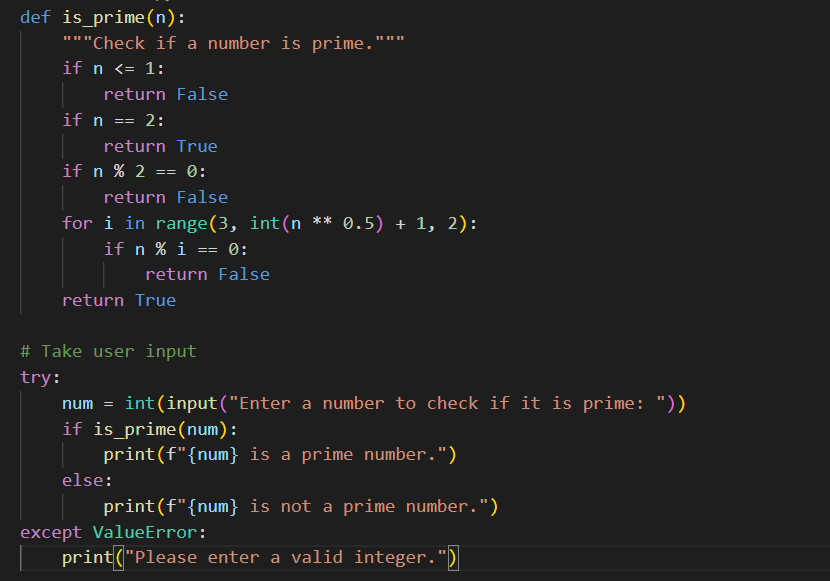 def is_prime(n):
    """Check if a number is prime."""
    if n <= 1:
        return False
    if n == 2:
        return True
    if n % 2 == 0:
        return False
    for i in range(3, int(n ** 0.5) + 1, 2):
        if n % i == 0:
            return False
    return True

# Take user input
try:
    num = int(input("Enter a number to check if it is prime: "))
    if is_prime(num):
        print(f"{num} is a prime number.")
    else:
        print(f"{num} is not a prime number.")
except ValueError:
    print("Please enter a valid integer.")